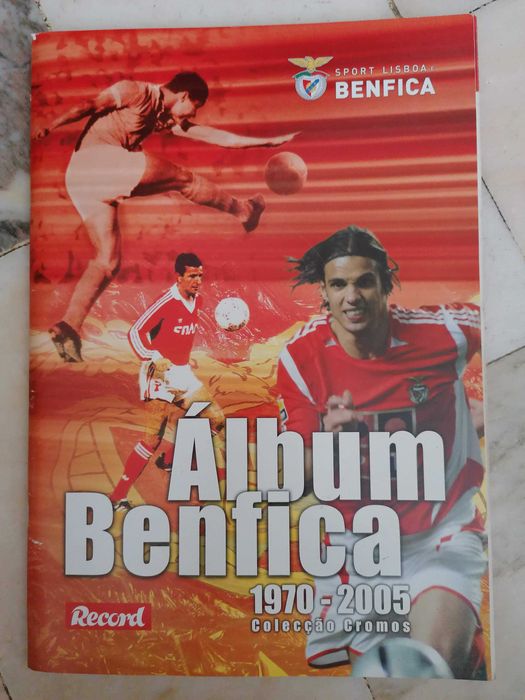 SPORT LISBOA E
BENFICA
Álbum
Benfica
1970 - 2005
Colecção Cromos
Record